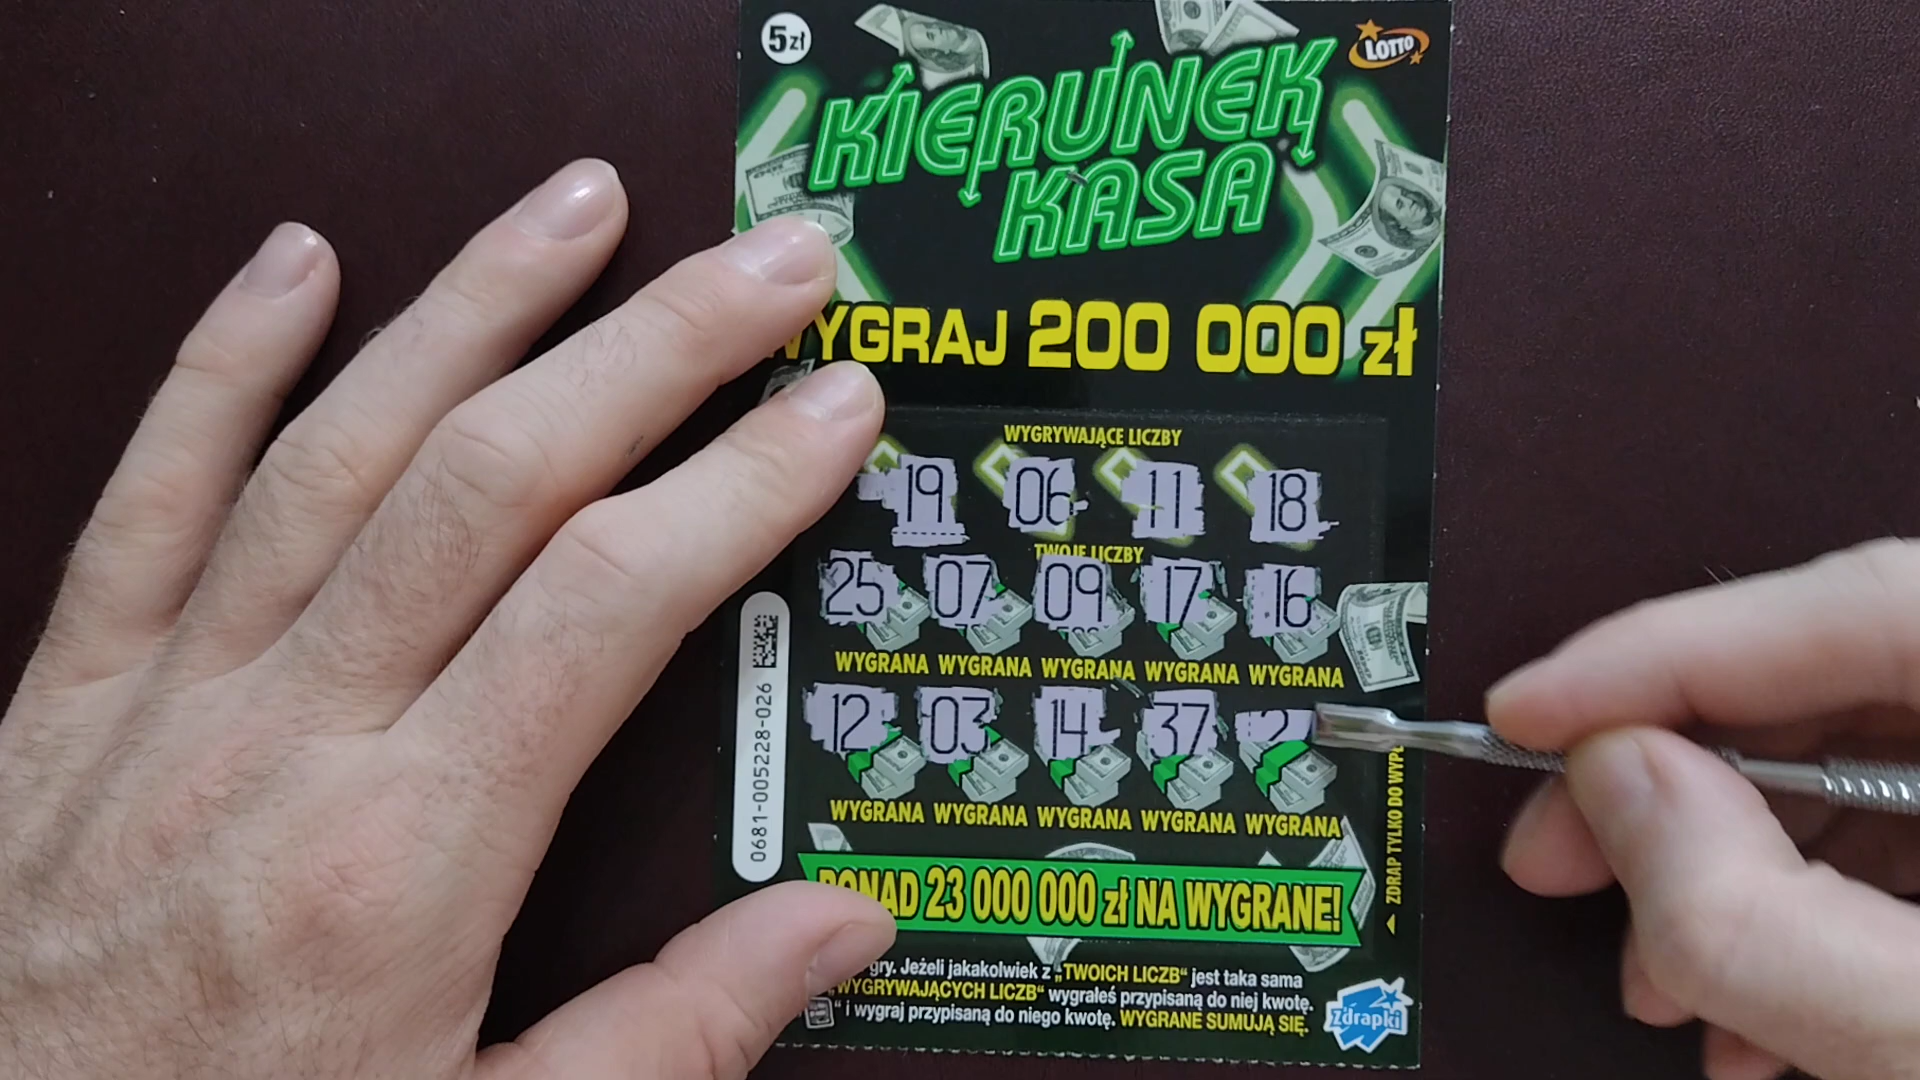 5zł
LOTTO
KIERUNEK
KASA
WYGRAJ 200 000 zł
WYGRYWAJĄCE LICZBY
19 06 11 18
TWOJE LICZBY
25 07 09 17 16
WYGRANA WYGRANA WYGRANA WYGRANA WYGRANA
12 03 14 37
WYGRANA WYGRANA WYGRANA WYGRANA WYGRANA
0681-005228-026
ZDRAP TYLKO DO
PONAD 23 000 000 zł NA WYGRANE!
gry. Jeżeli jakakolwiek z „TWOICH LICZB“ jest taka sama
„WYGRYWAJĄCYCH LICZB“ wygrałeś przypisaną do niej kwotę.
“ i wygraj przypisaną do niego kwotę. WYGRANE SUMUJĄ SIĘ.
Zdrapki